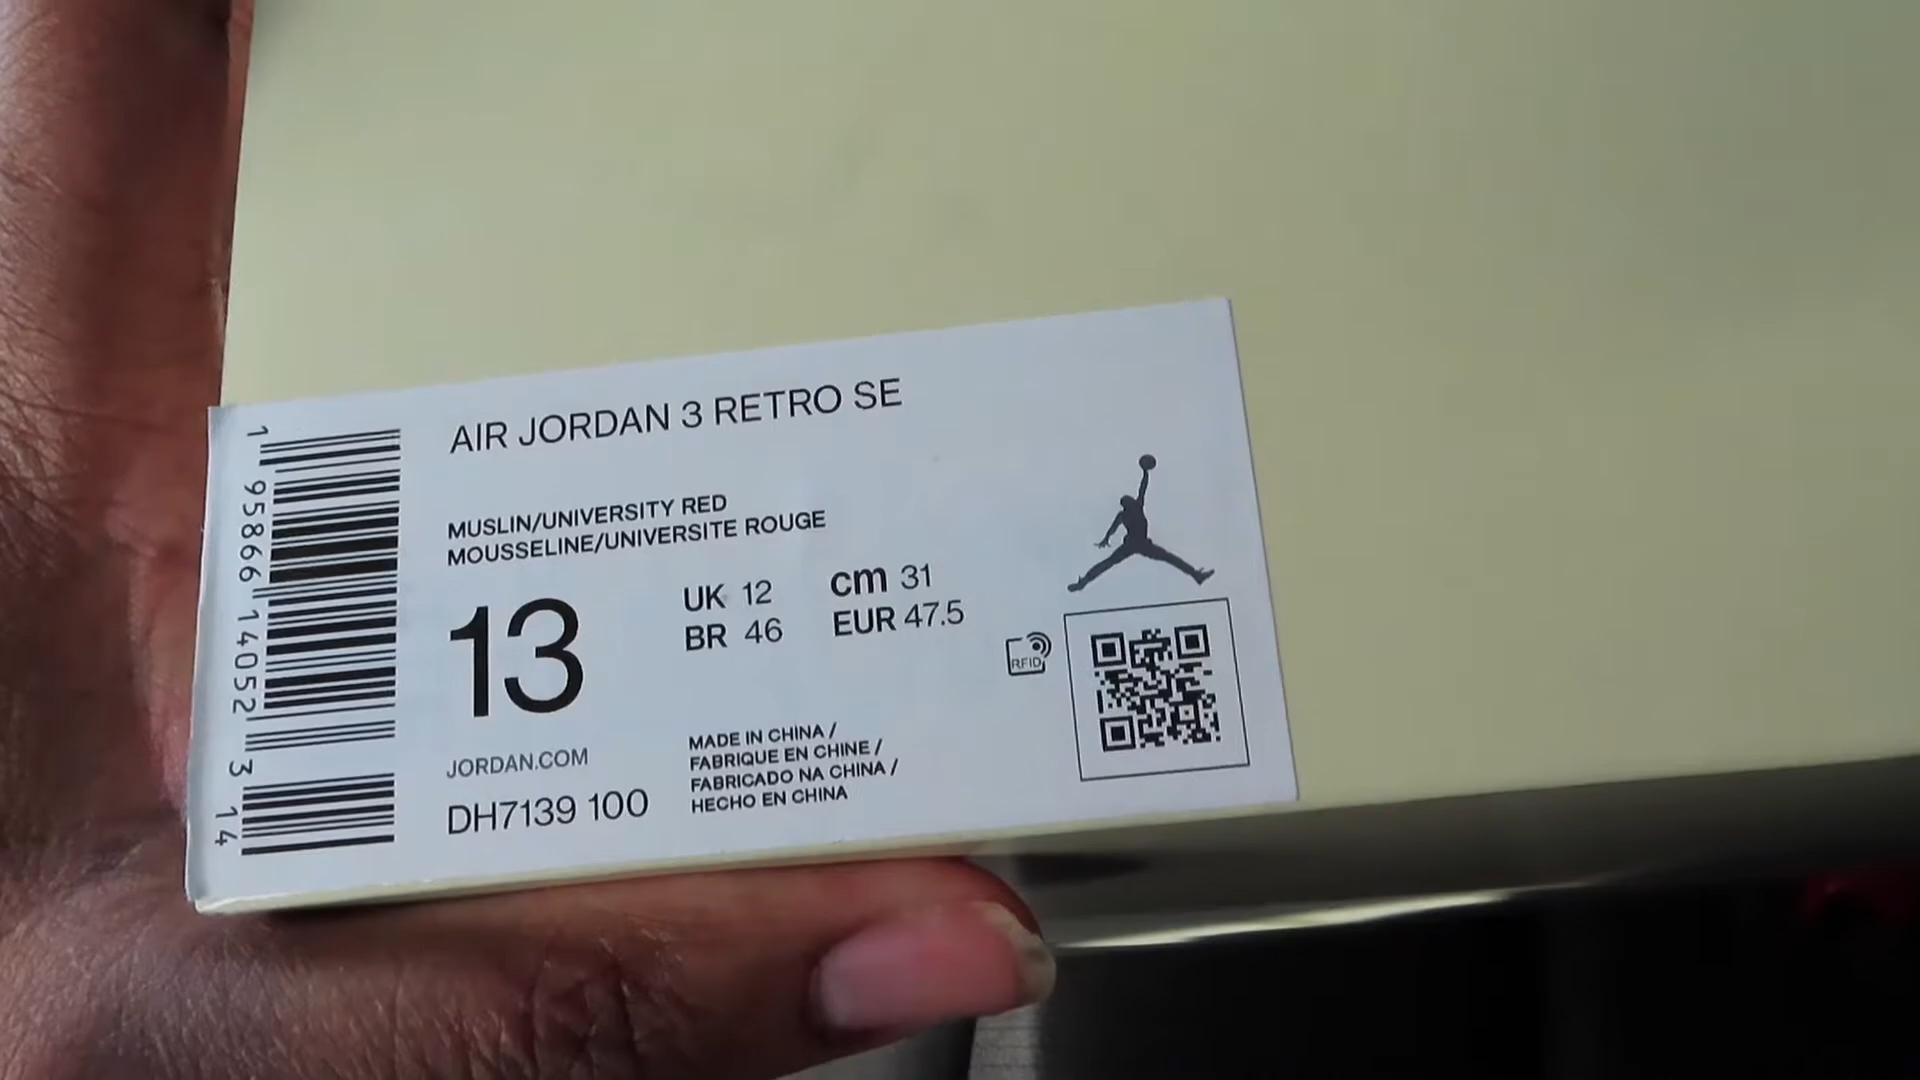 AIR JORDAN 3 RETRO SE
MUSLIN/UNIVERSITY RED
MOUSSELINE/UNIVERSITE ROUGE
13
UK 12
BR 46
cm 31
EUR 47.5
RFID
JORDAN.COM
DH7139 100
MADE IN CHINA /
FABRIQUE EN CHINE /
FABRICADO NA CHINA /
HECHO EN CHINA
1 95866 14052 3 14